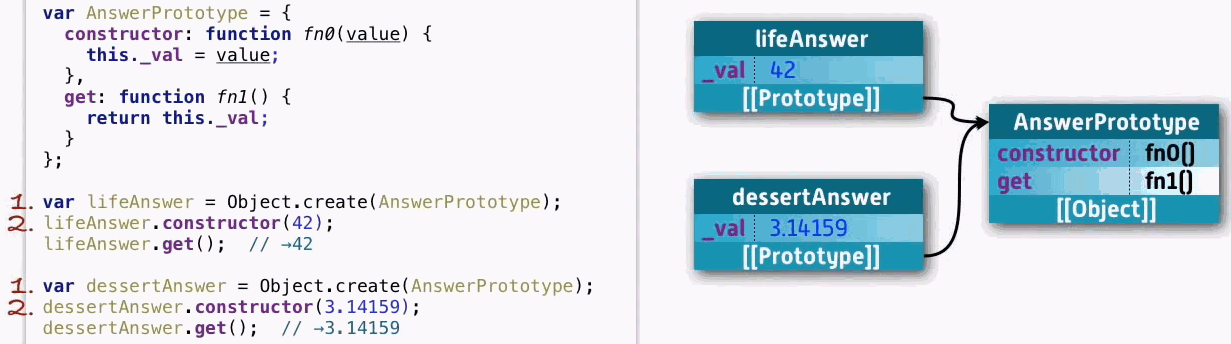 var AnswerPrototype = {
constructor: function fn0(value) {
this._val = value;
},
get: function fn1() {
return this._val;
}
};
1. var lifeAnswer = Object.create(AnswerPrototype);
2. lifeAnswer.constructor(42);
lifeAnswer.get();  // →42
1. var dessertAnswer = Object.create(AnswerPrototype);
2. dessertAnswer.constructor(3.14159);
dessertAnswer.get();  // →3.14159
lifeAnswer
_val 42
[[Prototype]]
dessertAnswer
_val 3.14159
[[Prototype]]
AnswerPrototype
constructor fn0()
get fn1()
[[Object]]